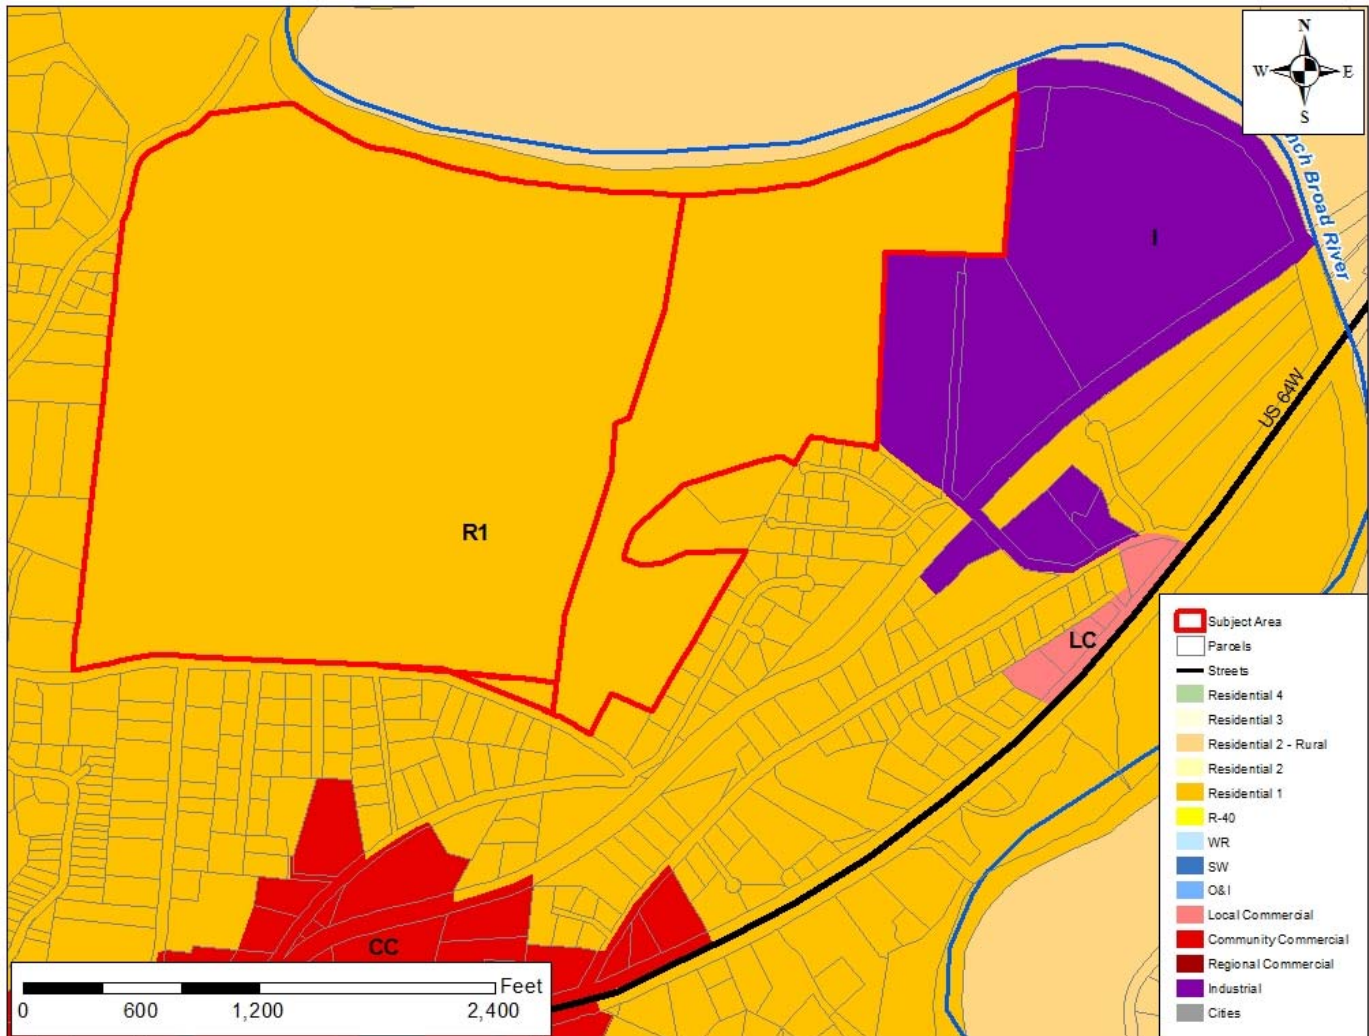 N
W E
S
nch Broad River
I
US 64W
R1
LC
CC
Subject Area
Parcels
Streets
Residential 4
Residential 3
Residential 2 - Rural
Residential 2
Residential 1
R-40
WR
SW
O&I
Local Commercial
Community Commercial
Regional Commercial
Industrial
Cities
Feet
0 600 1,200 2,400